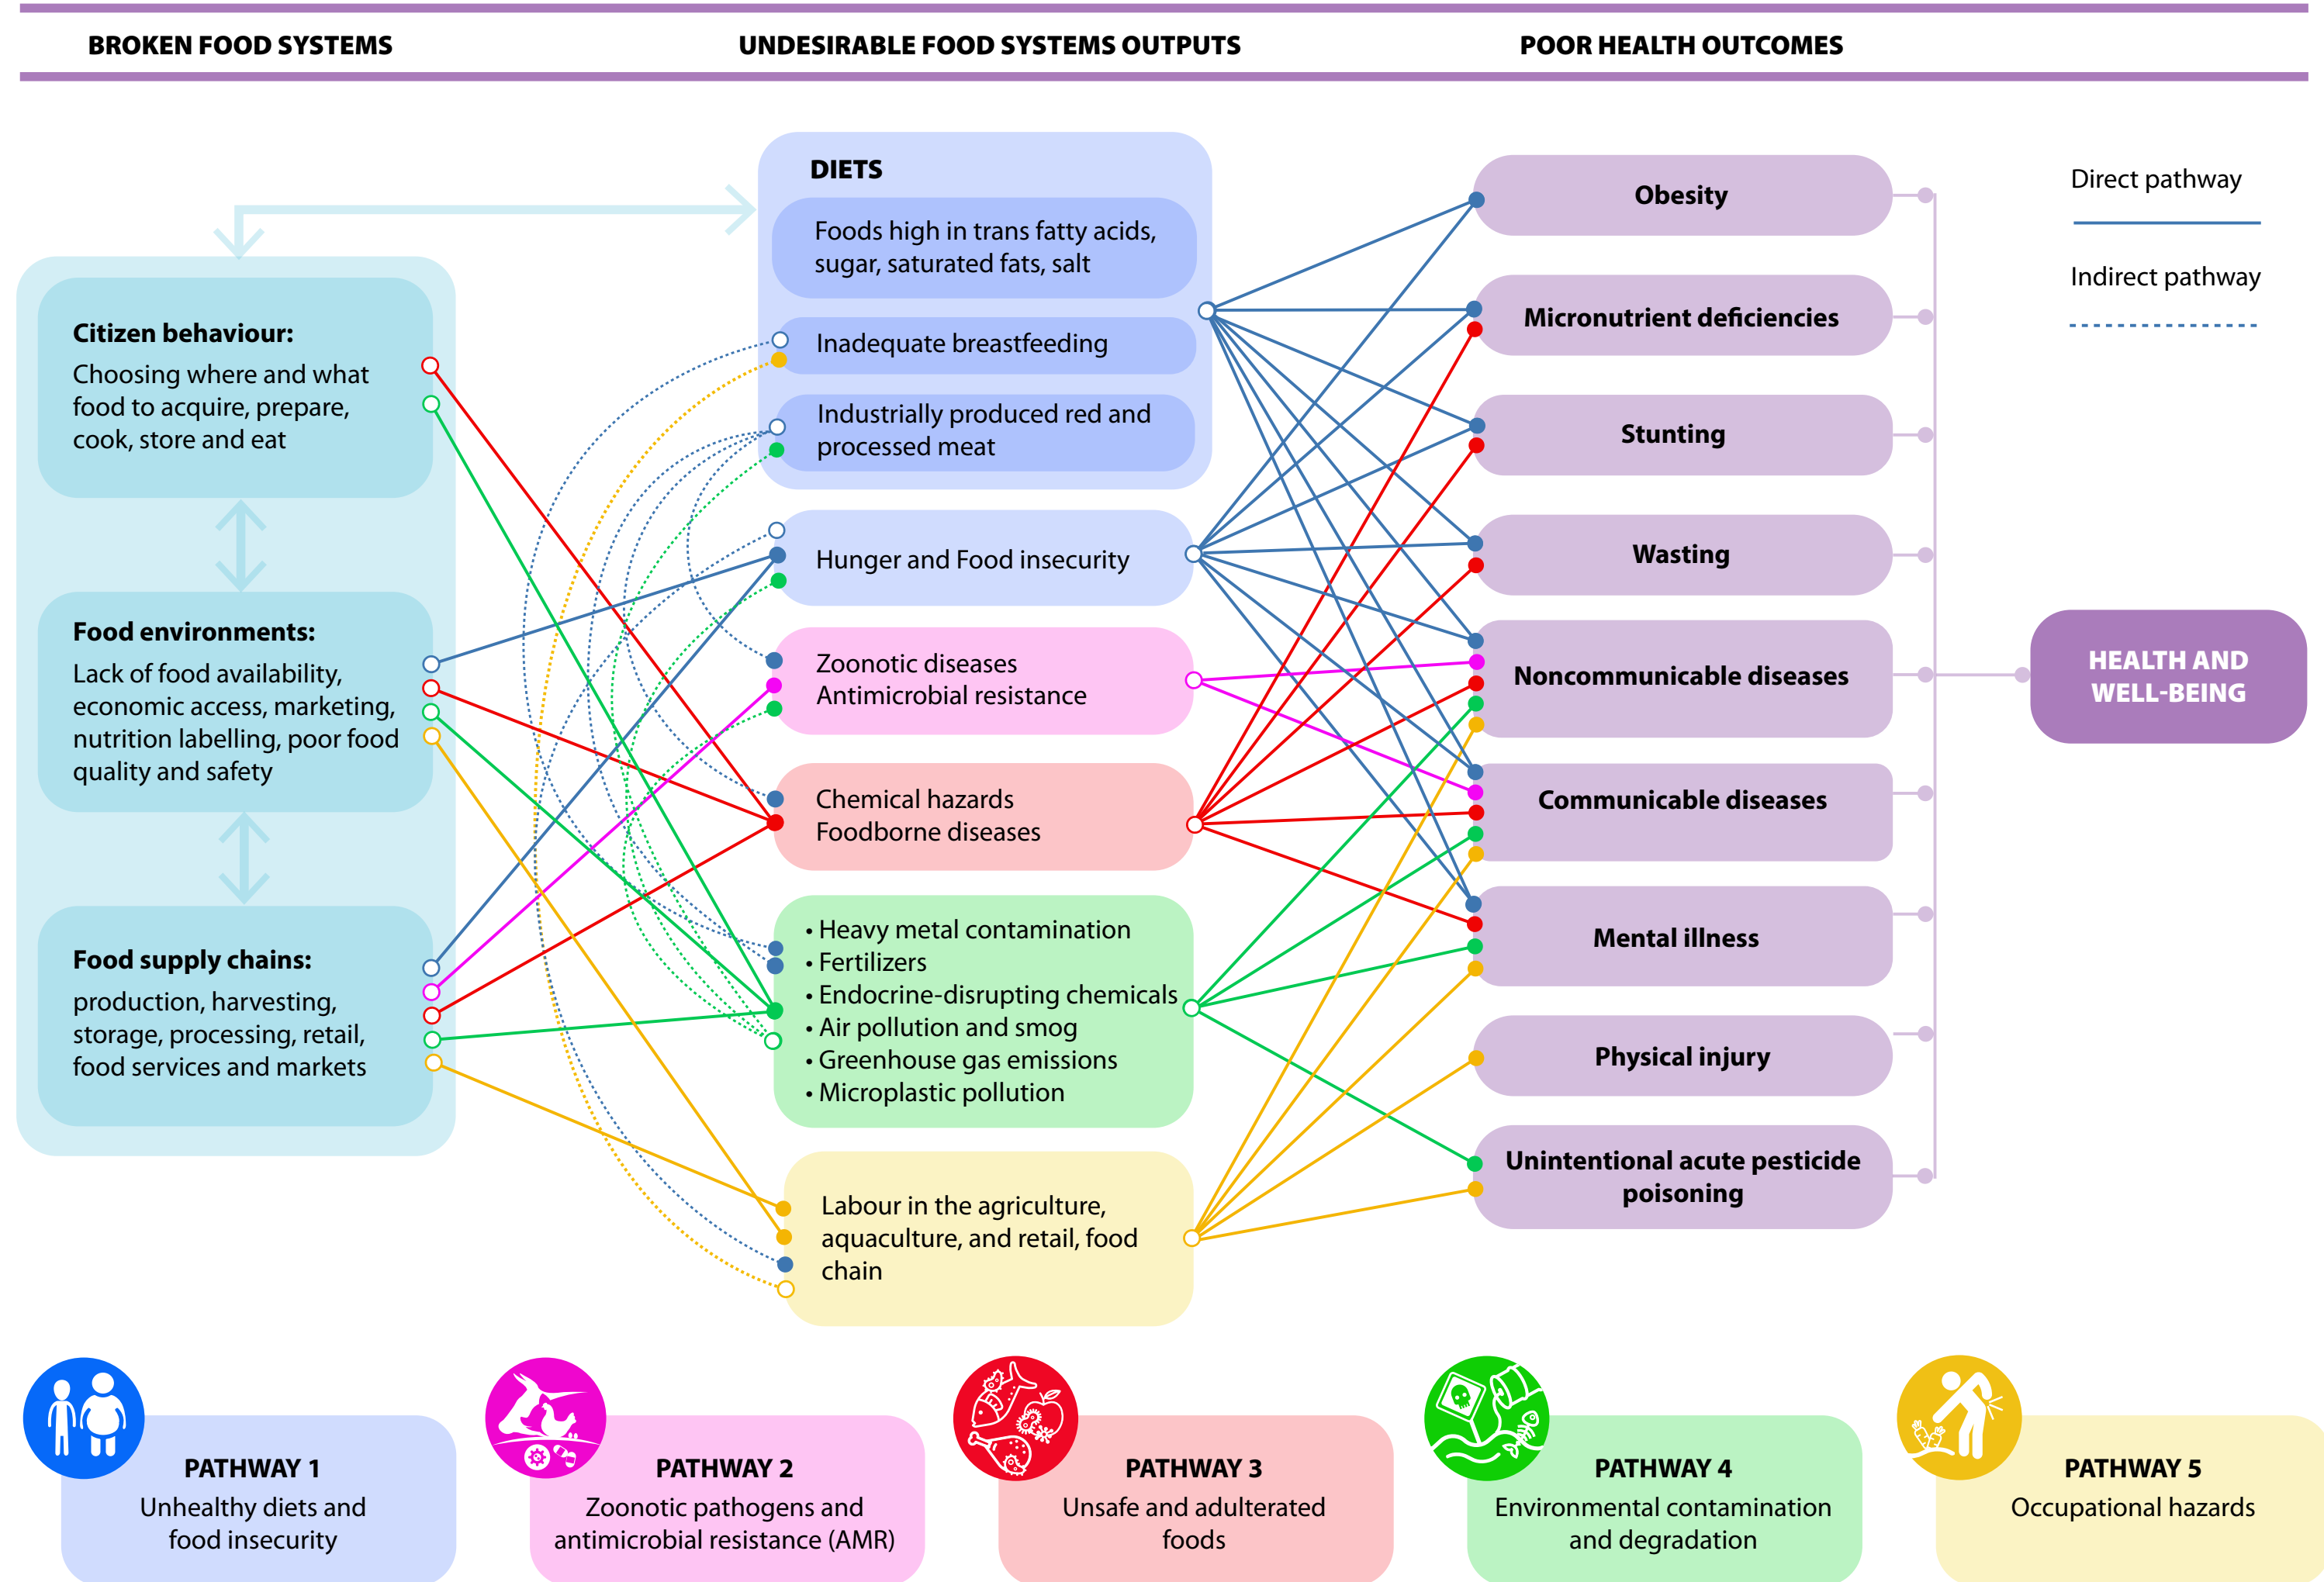 BROKEN FOOD SYSTEMS
UNDESIRABLE FOOD SYSTEMS OUTPUTS
POOR HEALTH OUTCOMES
Citizen behaviour:
Choosing where and what
food to acquire, prepare,
cook, store and eat
Food environments:
Lack of food availability,
economic access, marketing,
nutrition labelling, poor food
quality and safety
Food supply chains:
production, harvesting,
storage, processing, retail,
food services and markets
DIETS
Foods high in trans fatty acids,
sugar, saturated fats, salt
Inadequate breastfeeding
Industrially produced red and
processed meat
Hunger and Food insecurity
Zoonotic diseases
Antimicrobial resistance
Chemical hazards
Foodborne diseases
• Heavy metal contamination
• Fertilizers
• Endocrine-disrupting chemicals
• Air pollution and smog
• Greenhouse gas emissions
• Microplastic pollution
Labour in the agriculture,
aquaculture, and retail, food
chain
Obesity
Micronutrient deficiencies
Stunting
Wasting
Noncommunicable diseases
Communicable diseases
Mental illness
Physical injury
Unintentional acute pesticide
poisoning
Direct pathway
Indirect pathway
HEALTH AND
WELL-BEING
PATHWAY 1
Unhealthy diets and
food insecurity
PATHWAY 2
Zoonotic pathogens and
antimicrobial resistance (AMR)
PATHWAY 3
Unsafe and adulterated
foods
PATHWAY 4
Environmental contamination
and degradation
PATHWAY 5
Occupational hazards